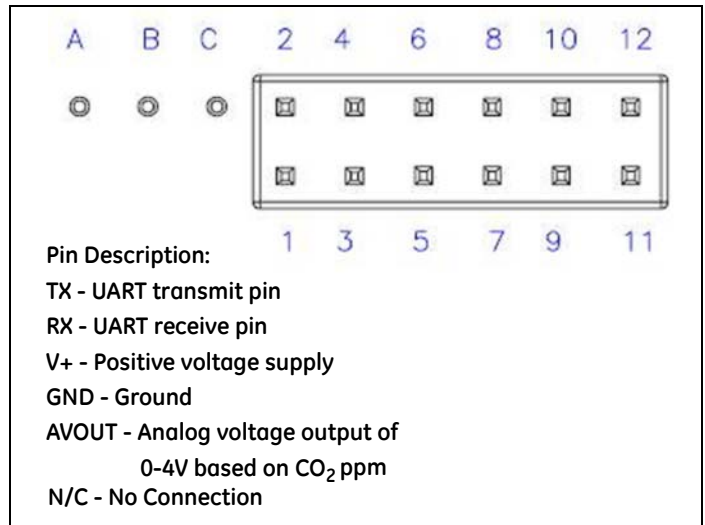 A B C 2 4 6 8 10 12
1 3 5 7 9 11
Pin Description:
TX - UART transmit pin
RX - UART receive pin
V+ - Positive voltage supply
GND - Ground
AVOUT - Analog voltage output of
0-4V based on CO₂ ppm
N/C - No Connection